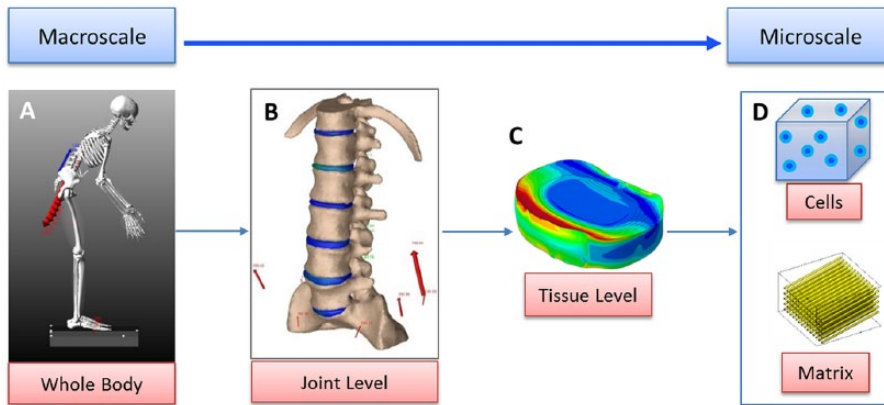 Macroscale
Microscale
A
B
C
D
Cells
Tissue Level
Whole Body
Joint Level
Matrix